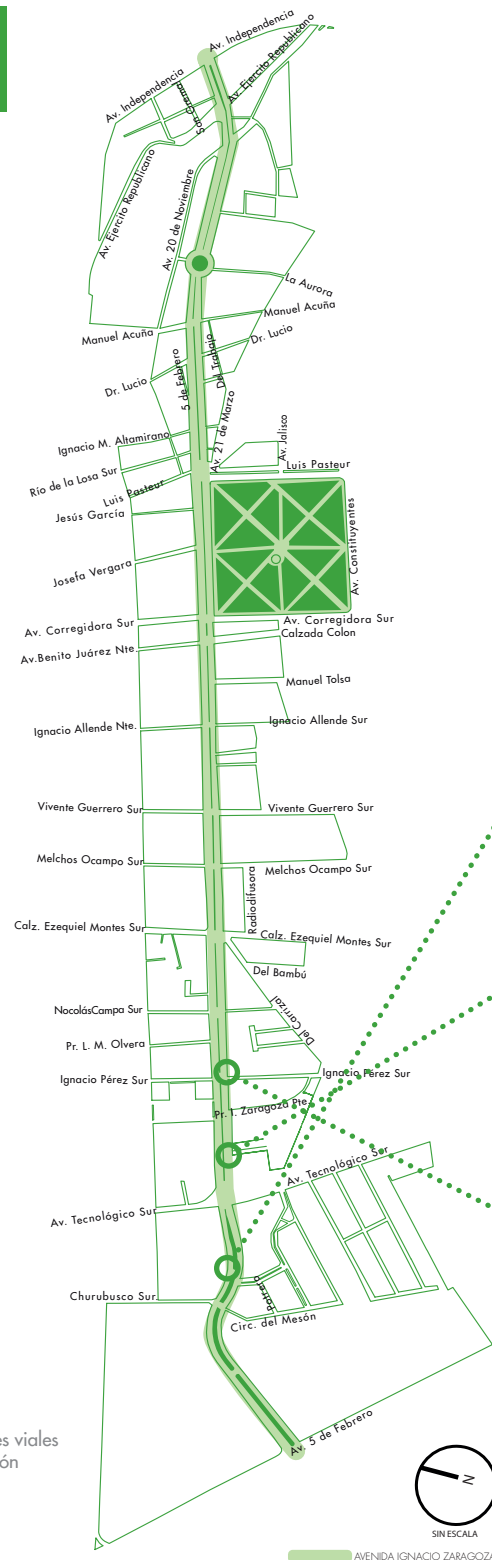 Av. Independencia
Av. Ejercito Republicano
Av. Independencia
San Gremal
Av. Ejercito Republicano
Av. 20 de Noviembre
La Aurora
Manuel Acuña
Manuel Acuña
Dr. Lucio
Del Trabajo
5 de Febrero
Dr. Lucio
Av. 21 de Marzo
Av. Jalisco
Ignacio M. Altamirano
Luis Pasteur
Río de la Losa Sur
Luis Pasteur
Jesús García
Av. Constituyentes
Josefa Vergara
Av. Corregidora Sur
Av. Corregidora Sur
Calzada Colon
Av.Benito Juárez Nte.
Manuel Tolsa
Ignacio Allende Nte.
Ignacio Allende Sur
Vivente Guerrero Sur
Vivente Guerrero Sur
Melchos Ocampo Sur
Melchos Ocampo Sur
Radiodifusora
Calz. Ezequiel Montes Sur
Calz. Ezequiel Montes Sur
Del Bambú
NocolásCampa Sur
Del Carrizal
Pr. L. M. Olvera
Ignacio Pérez Sur
Ignacio Pérez Sur
Pr. I. Zaragoza Pte.
Av. Tecnológico Sur
Av. Tecnológico Sur
Churubusco Sur
Potrero
Circ. del Mesón
Av. 5 de Febrero
es viales
ón
N
SIN ESCALA
AVENIDA IGNACIO ZARAGOZA